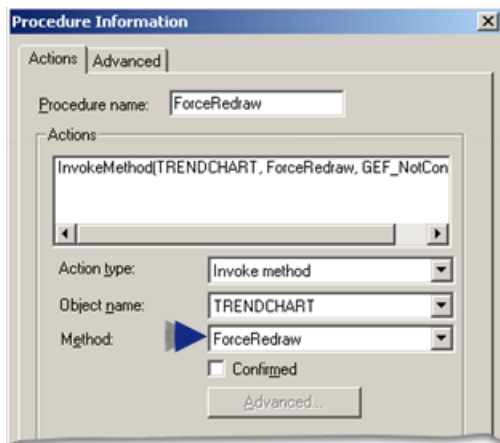 Procedure Information
Actions Advanced
Procedure name: ForceRedraw
Actions
InvokeMethod(TRENDCHART, ForceRedraw, GEF_NotCon
Action type: Invoke method
Object name: TRENDCHART
Method: ForceRedraw
Confirmed
Advanced...